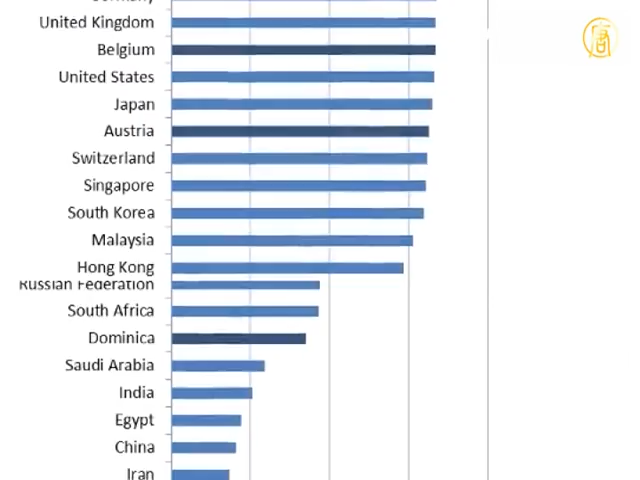 Germany
United Kingdom
Belgium
United States
Japan
Austria
Switzerland
Singapore
South Korea
Malaysia
Hong Kong
Russian Federation
South Africa
Dominica
Saudi Arabia
India
Egypt
China
Iran